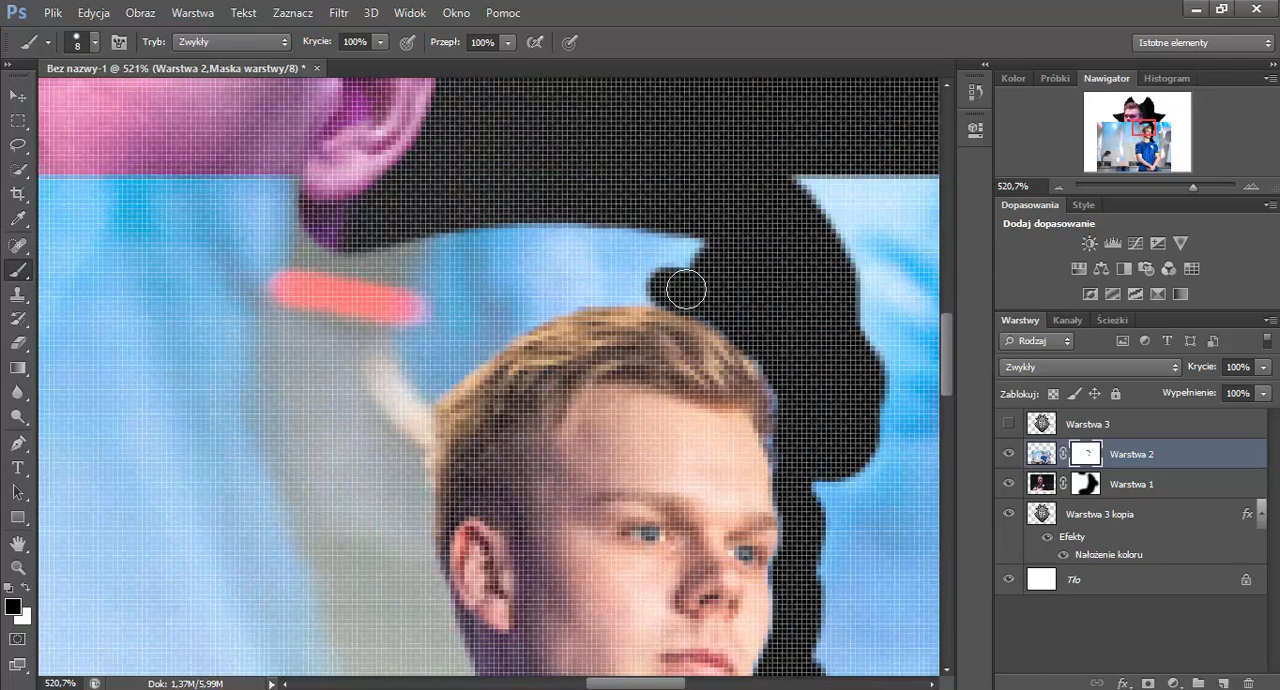 Ps Plik Edycja Obraz Warstwa Tekst Zaznacz Filtr 3D Widok Okno Pomoc
8 Tryb: Zwykły Krycie: 100% Przepł: 100% Istotne elementy
Bez nazwy-1 @ 521% (Warstwa 2,Maska warstwy/8) * ×
Kolor Próbki Nawigator Histogram
520,7%
Dopasowania Style
Dodaj dopasowanie
Warstwy Kanały Ścieżki
Rodzaj
Zwykły Krycie: 100%
Zablokuj: Wypełnienie: 100%
Warstwa 3
Warstwa 2
Warstwa 1
Warstwa 3 kopia fx
Efekty
Nałożenie koloru
Tło
520,7% Dok: 1,37M/5,99M
fx